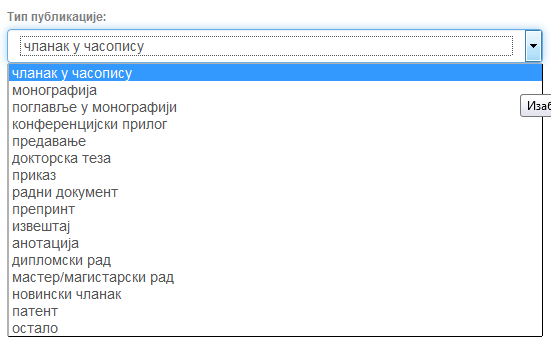 Тип публикације:
чланак у часопису
чланак у часопису
монографија
поглавље у монографији
конференцијски прилог
предавање
докторска теза
приказ
радни документ
препринт
извештај
анотација
дипломски рад
мастер/магистарски рад
новински чланак
патент
остало